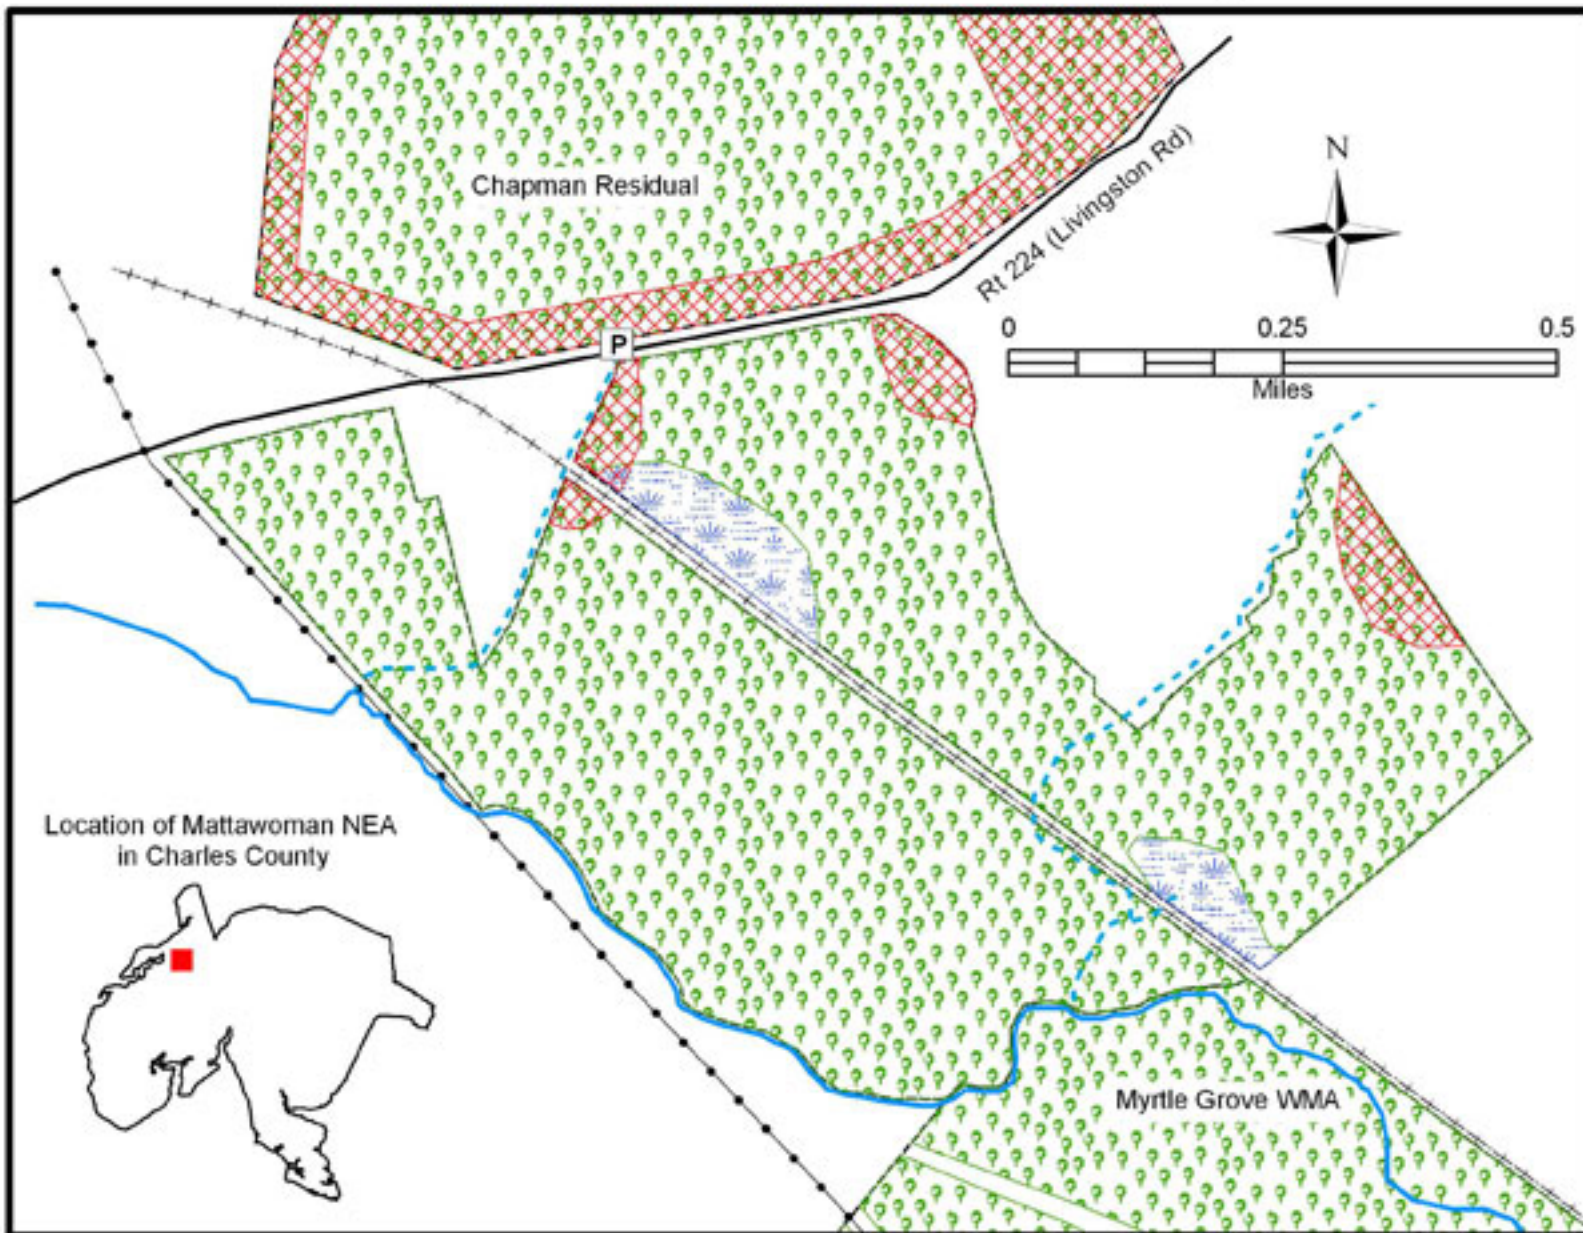 Chapman Residual
Rt 224 (Livingston Rd)
N
0 0.25 0.5
Miles
P
Location of Mattawoman NEA
in Charles County
Myrtle Grove WMA